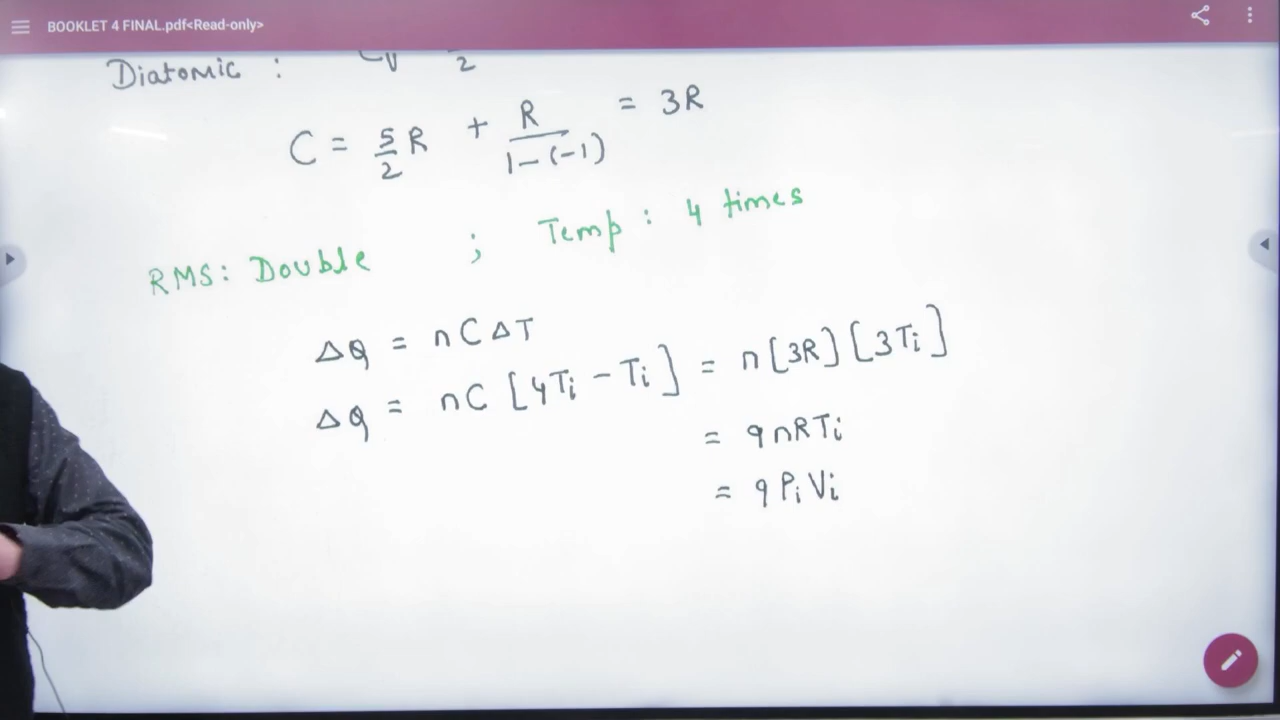 BOOKLET 4 FINAL.pdf<Read-only>
Diatomic :
C = 5/2 R + R/(1-(-1)) = 3R
RMS: Double ; Temp: 4 times
ΔQ = nCΔT
ΔQ = nC [4Ti - Ti] = n[3R][3Ti]
= 9nRTi
= 9PiVi